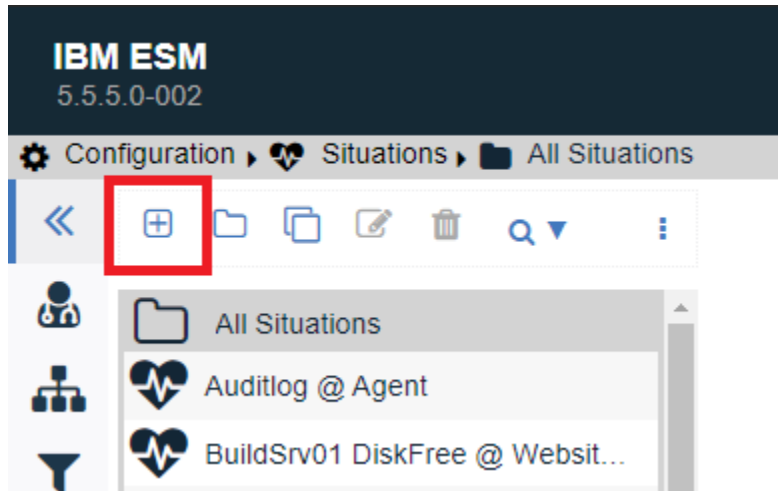 IBM ESM
5.5.5.0-002
Configuration Situations All Situations
All Situations
Auditlog @ Agent
BuildSrv01 DiskFree @ Websit...